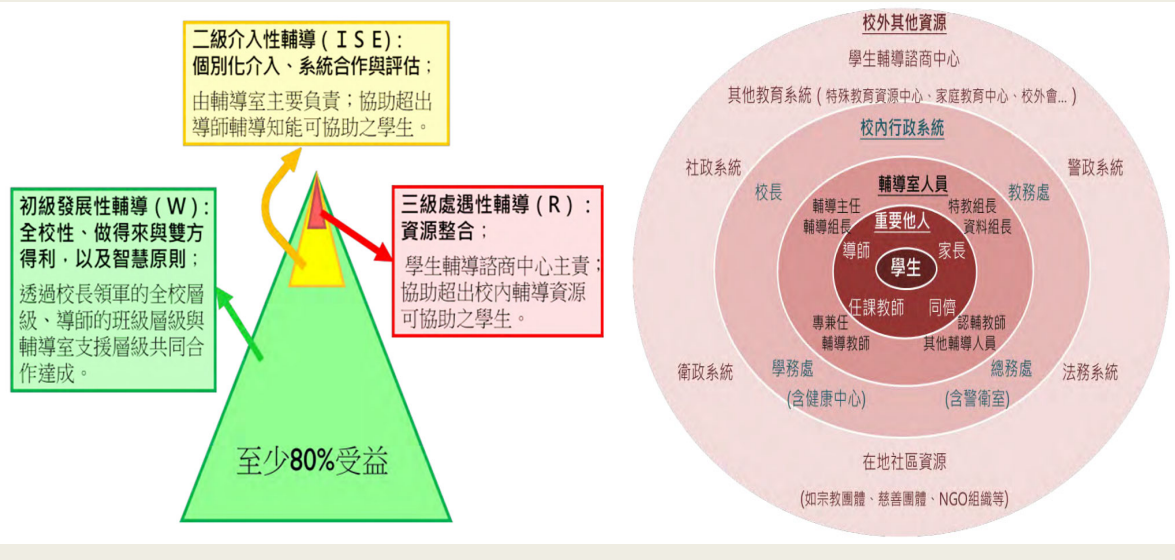 二級介入性輔導(ISE):
個別化介入、系統合作與評估;
由輔導室主要負責;協助超出
導師輔導知能可協助之學生。
初級發展性輔導(W):
全校性、做得來與雙方
得利,以及智慧原則;
透過校長領軍的全校層
級、導師的班級層級與
輔導室支援層級共同合
作達成。
三級處遇性輔導(R):
資源整合;
學生輔導諮商中心主責;
協助超出校內輔導資源
可協助之學生。
至少80%受益
校外其他資源
學生輔導諮商中心
其他教育系統(特殊教育資源中心、家庭教育中心、校外會...)
校內行政系統
社政系統
警政系統
校長
教務處
輔導室人員
輔導主任
輔導組長
特教組長
資料組長
重要他人
導師
家長
學生
任課教師
同儕
專兼任
輔導教師
認輔教師
其他輔導人員
衛政系統
學務處
(含健康中心)
總務處
(含警衛室)
法務系統
在地社區資源
(如宗教團體、慈善團體、NGO組織等)